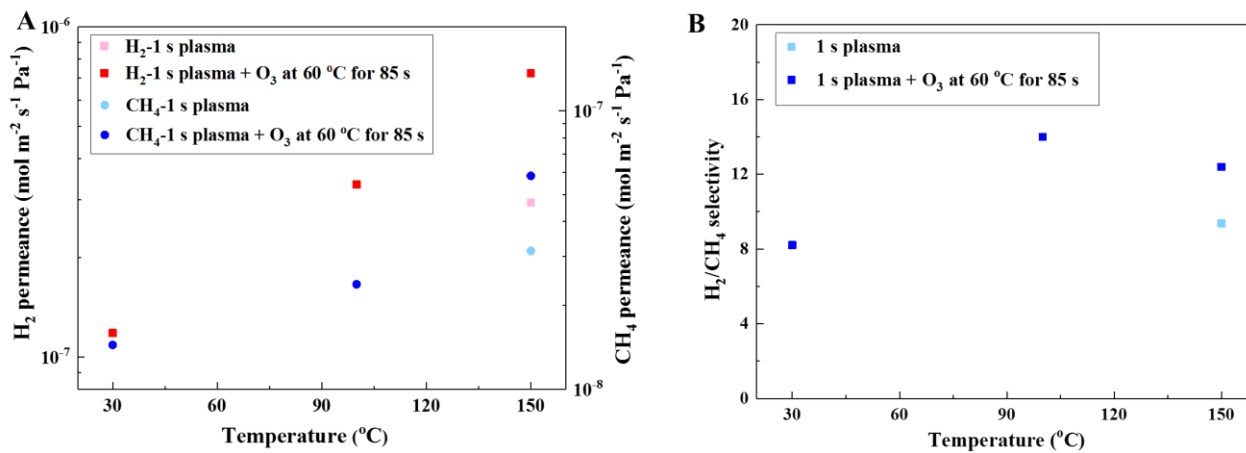 A
H₂ permeance (mol m⁻² s⁻¹ Pa⁻¹)
10⁻⁶
10⁻⁷
H₂-1 s plasma
H₂-1 s plasma + O₃ at 60 °C for 85 s
CH₄-1 s plasma
CH₄-1 s plasma + O₃ at 60 °C for 85 s
10⁻⁷
10⁻⁸
CH₄ permeance (mol m⁻² s⁻¹ Pa⁻¹)
30 60 90 120 150
Temperature (°C)
B
H₂/CH₄ selectivity
20
16
12
8
4
0
1 s plasma
1 s plasma + O₃ at 60 °C for 85 s
30 60 90 120 150
Temperature (°C)